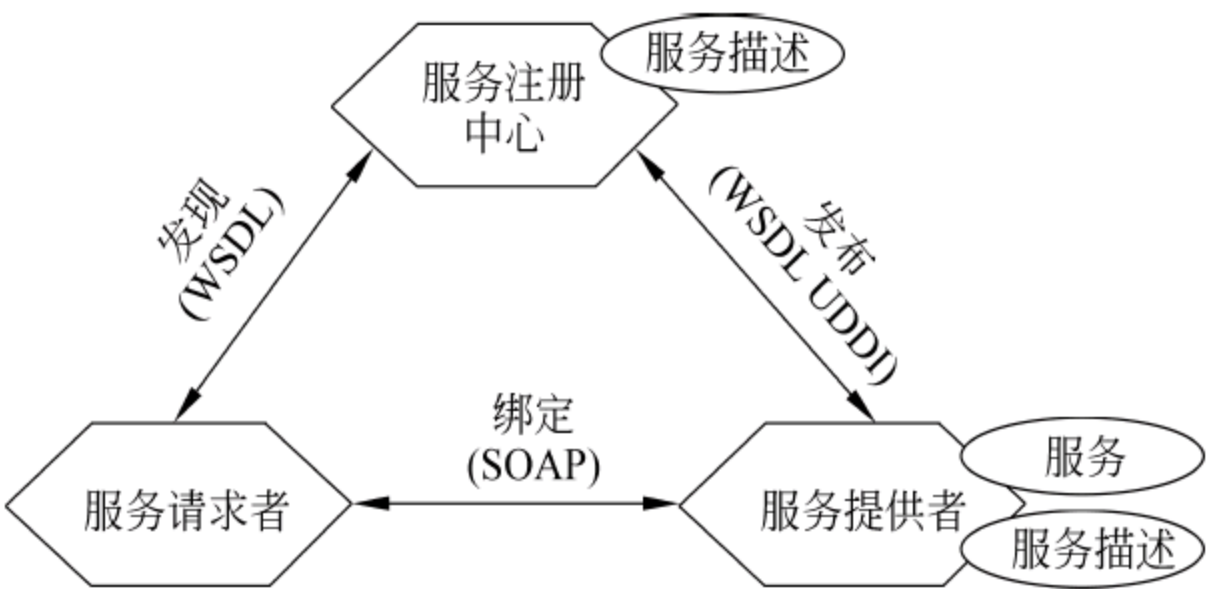 服务描述
服务注册
中心
发现
(WSDL)
发布
(WSDL UDDI)
绑定
(SOAP)
服务请求者
服务提供者
服务
服务描述